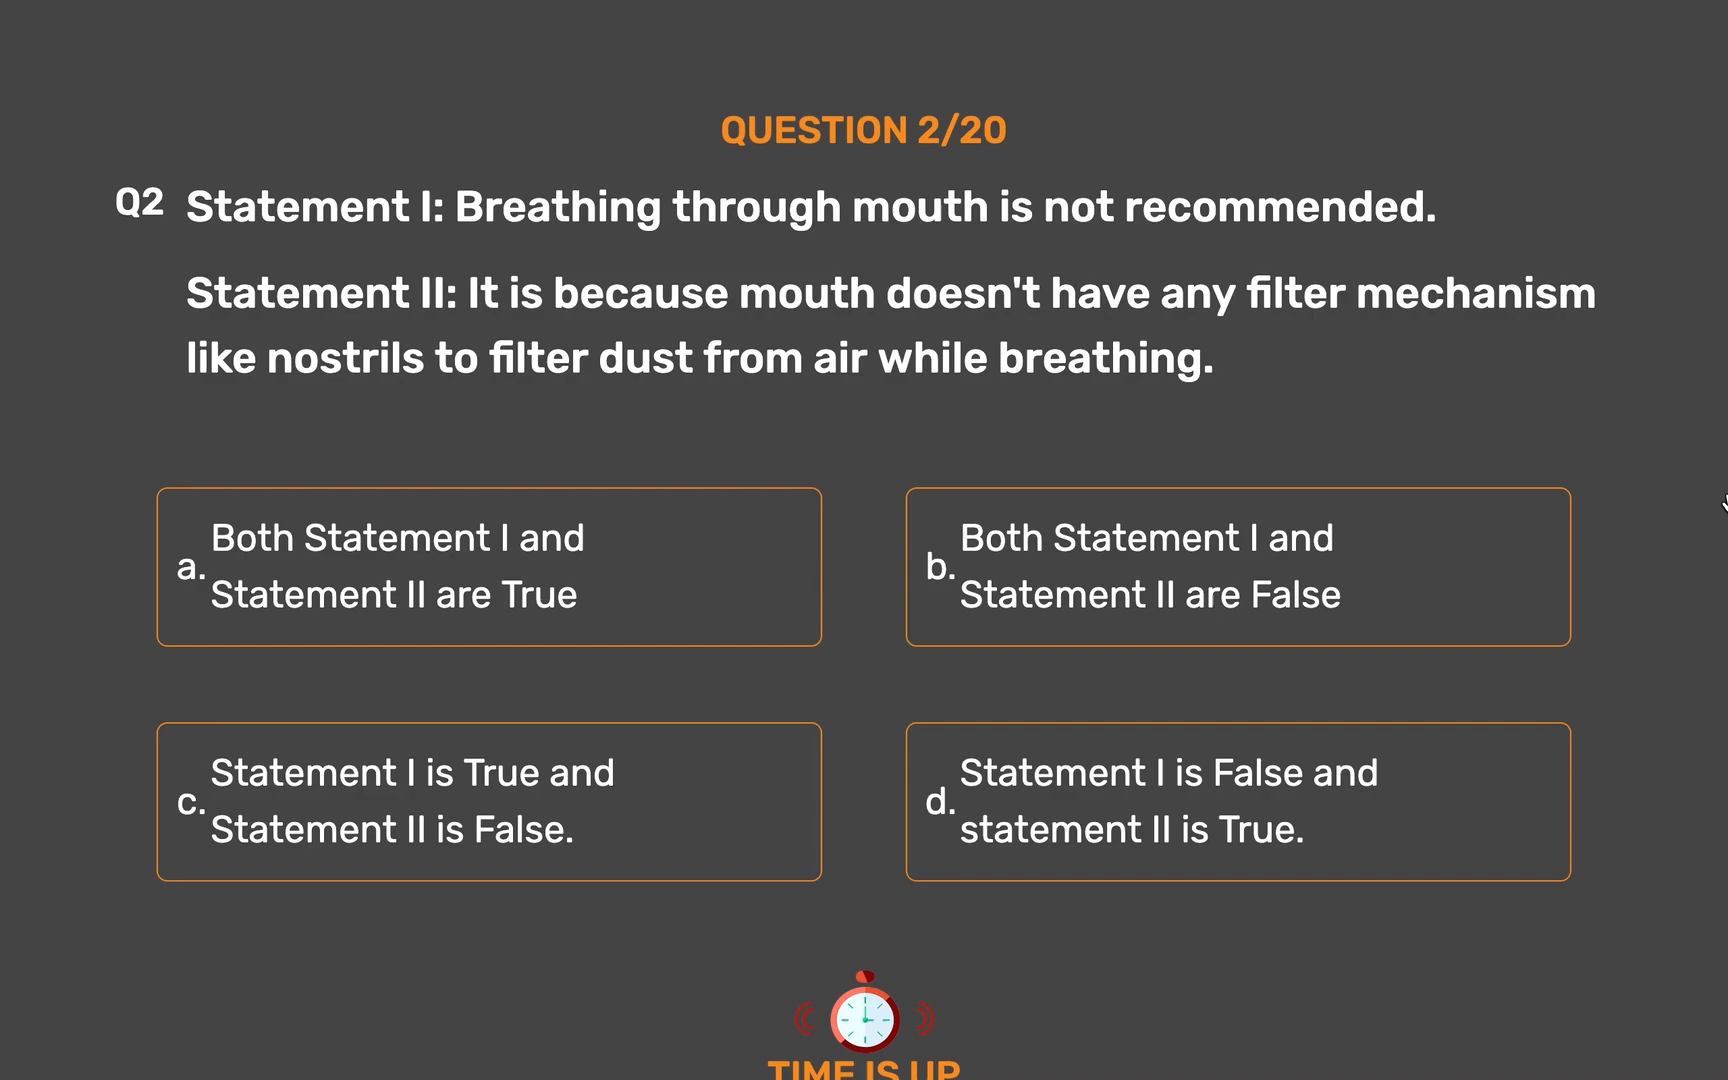 QUESTION 2/20
Q2 Statement I: Breathing through mouth is not recommended.
Statement II: It is because mouth doesn't have any filter mechanism
like nostrils to filter dust from air while breathing.
a. Both Statement I and
Statement II are True
b. Both Statement I and
Statement II are False
c. Statement I is True and
Statement II is False.
d. Statement I is False and
statement II is True.
TIME IS UP